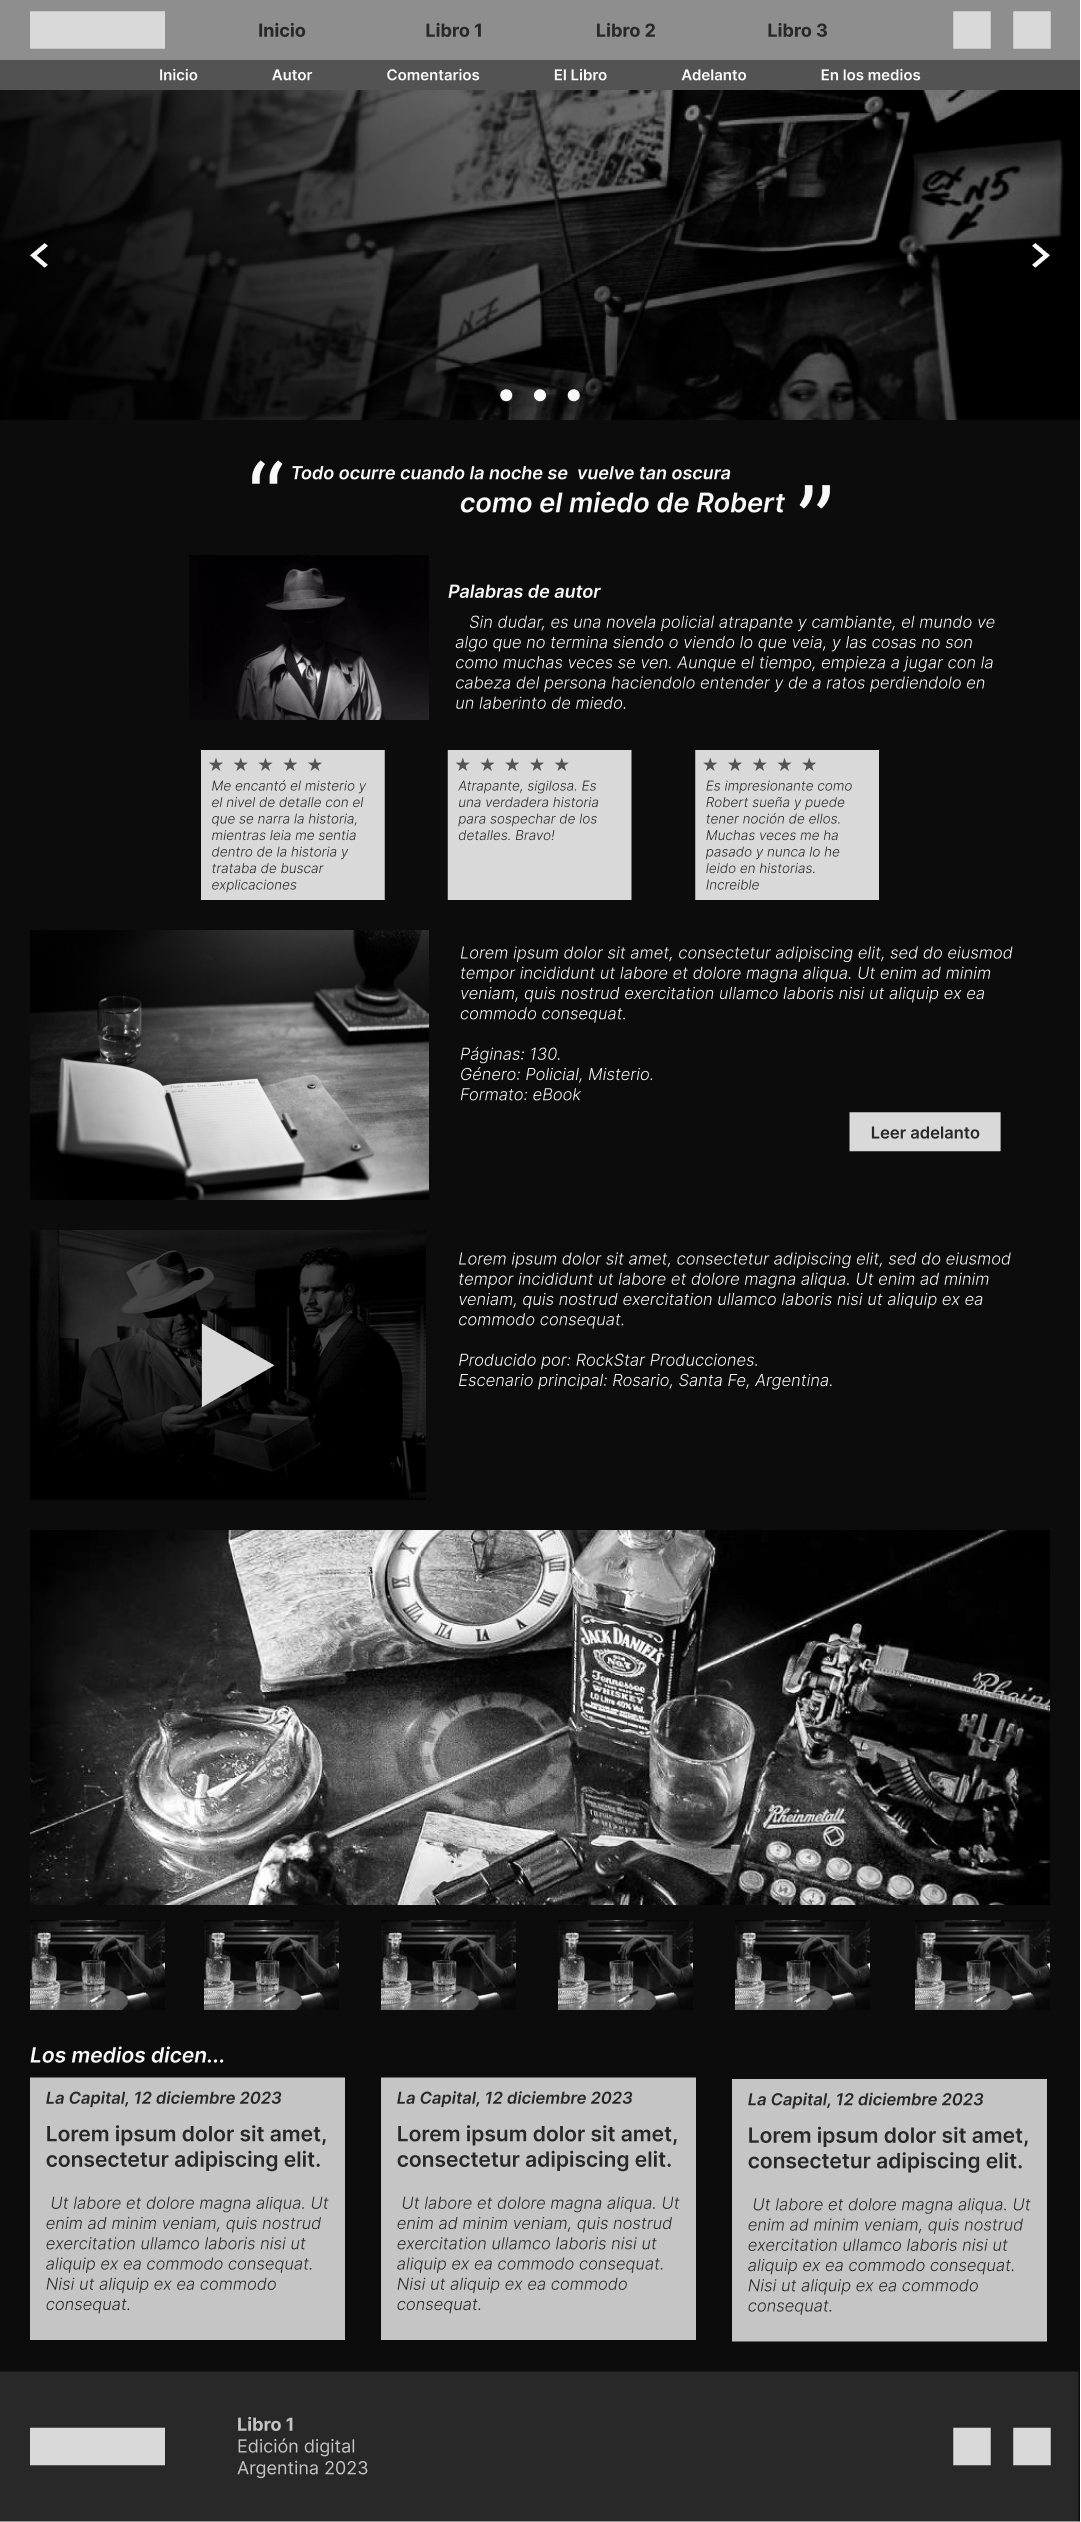 Inicio Libro 1 Libro 2 Libro 3
Inicio Autor Comentarios El Libro Adelanto En los medios
ex N5
N7
“ Todo ocurre cuando la noche se vuelve tan oscura
como el miedo de Robert ”
Palabras de autor
Sin dudar, es una novela policial atrapante y cambiante, el mundo ve
algo que no termina siendo o viendo lo que veia, y las cosas no son
como muchas veces se ven. Aunque el tiempo, empieza a jugar con la
cabeza del persona haciendolo entender y de a ratos perdiendolo en
un laberinto de miedo.
★ ★ ★ ★ ★
Me encantó el misterio y
el nivel de detalle con el
que se narra la historia,
mientras leia me sentia
dentro de la historia y
trataba de buscar
explicaciones
★ ★ ★ ★ ★
Atrapante, sigilosa. Es
una verdadera historia
para sospechar de los
detalles. Bravo!
★ ★ ★ ★ ★
Es impresionante como
Robert sueña y puede
tener noción de ellos.
Muchas veces me ha
pasado y nunca lo he
leido en historias.
Increible
Lorem ipsum dolor sit amet, consectetur adipiscing elit, sed do eiusmod
tempor incididunt ut labore et dolore magna aliqua. Ut enim ad minim
veniam, quis nostrud exercitation ullamco laboris nisi ut aliquip ex ea
commodo consequat.
Páginas: 130.
Género: Policial, Misterio.
Formato: eBook
Leer adelanto
Lorem ipsum dolor sit amet, consectetur adipiscing elit, sed do eiusmod
tempor incididunt ut labore et dolore magna aliqua. Ut enim ad minim
veniam, quis nostrud exercitation ullamco laboris nisi ut aliquip ex ea
commodo consequat.
Producido por: RockStar Producciones.
Escenario principal: Rosario, Santa Fe, Argentina.
JACK DANIEL'S
Tennessee
WHISKEY
Rheinmetall
Los medios dicen...
La Capital, 12 diciembre 2023
Lorem ipsum dolor sit amet,
consectetur adipiscing elit.
Ut labore et dolore magna aliqua. Ut
enim ad minim veniam, quis nostrud
exercitation ullamco laboris nisi ut
aliquip ex ea commodo consequat.
Nisi ut aliquip ex ea commodo
consequat.
La Capital, 12 diciembre 2023
Lorem ipsum dolor sit amet,
consectetur adipiscing elit.
Ut labore et dolore magna aliqua. Ut
enim ad minim veniam, quis nostrud
exercitation ullamco laboris nisi ut
aliquip ex ea commodo consequat.
Nisi ut aliquip ex ea commodo
consequat.
La Capital, 12 diciembre 2023
Lorem ipsum dolor sit amet,
consectetur adipiscing elit.
Ut labore et dolore magna aliqua. Ut
enim ad minim veniam, quis nostrud
exercitation ullamco laboris nisi ut
aliquip ex ea commodo consequat.
Nisi ut aliquip ex ea commodo
consequat.
Libro 1
Edición digital
Argentina 2023